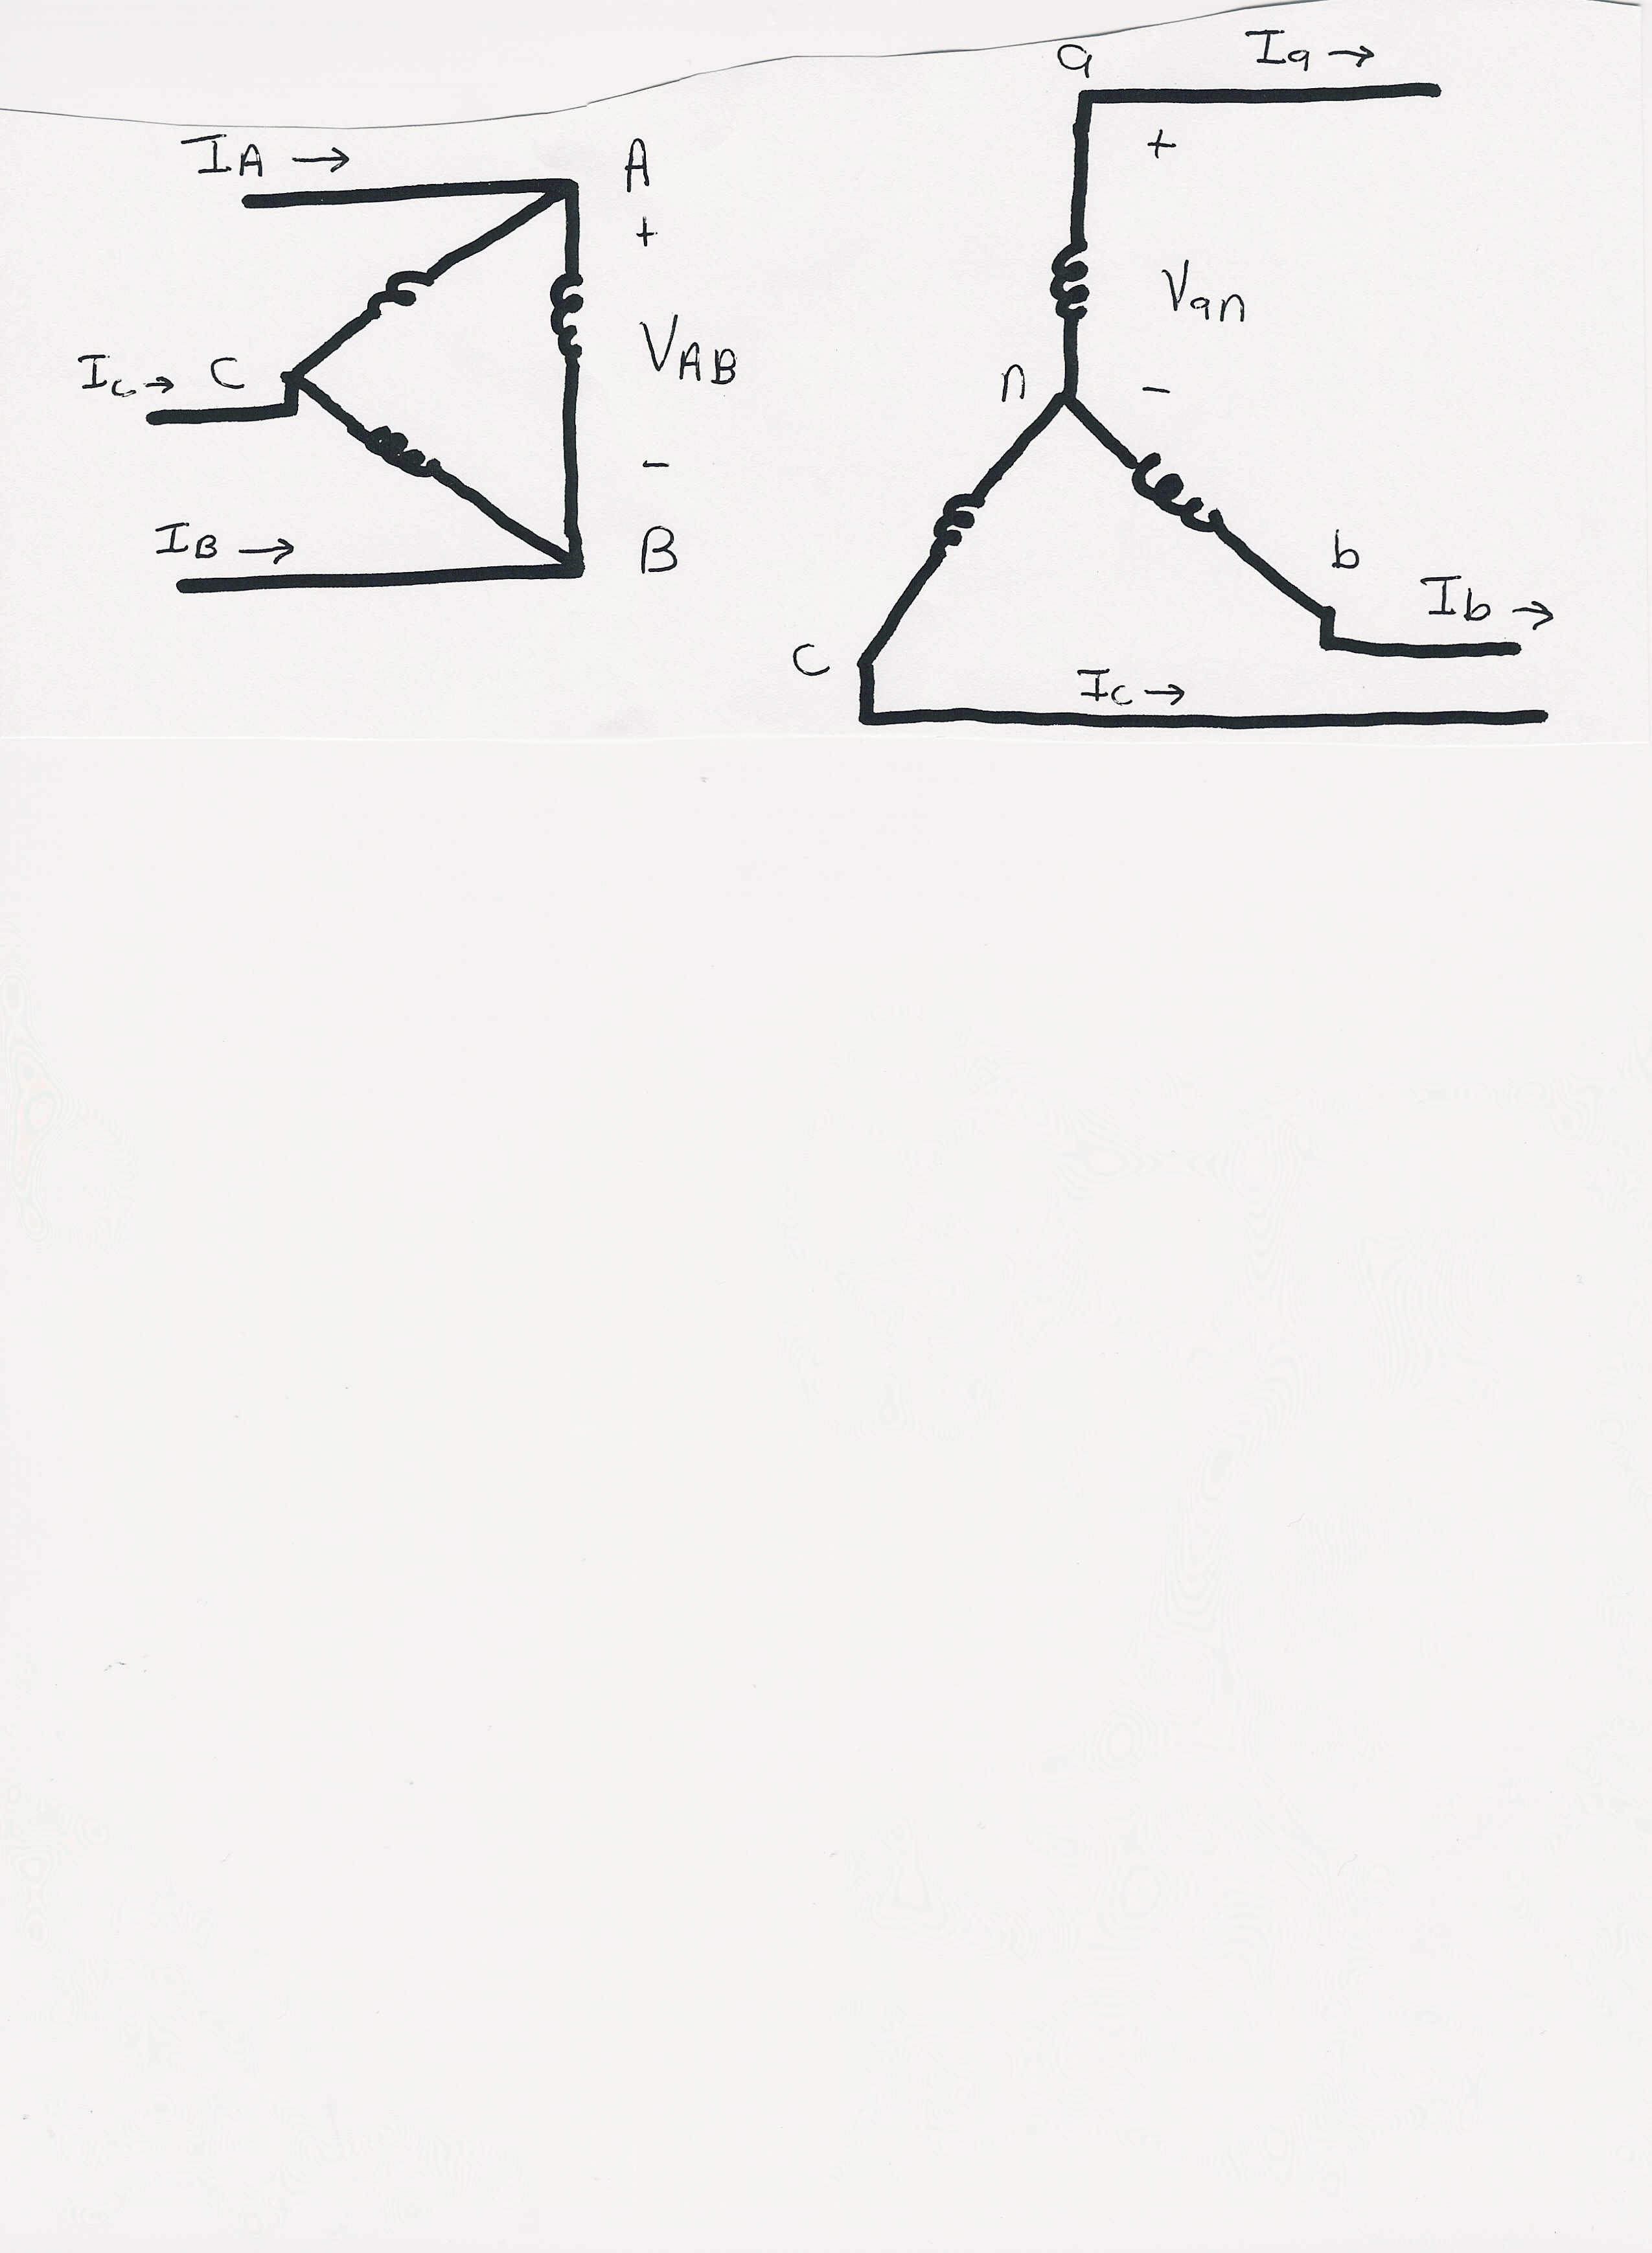 IA →
A
+
VAB
-
B
Ic →
C
IB →
a
Ia →
+
Van
-
n
b
Ib →
C
Ic →